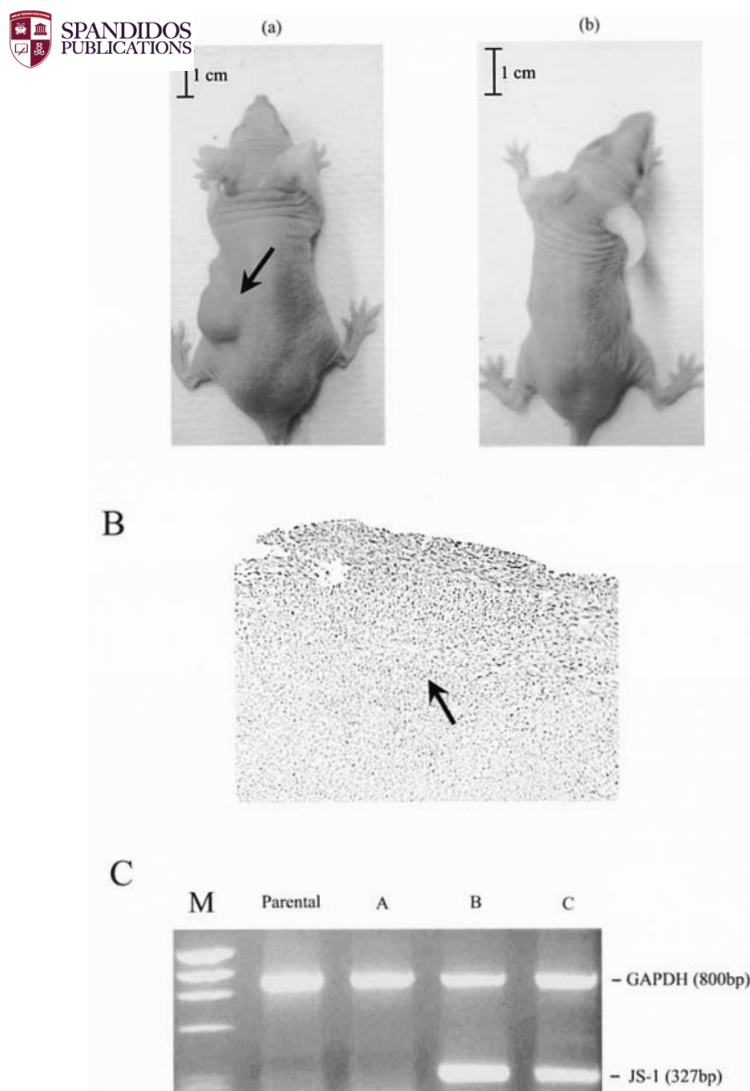 SPANDIDOS
PUBLICATIONS
(a)
(b)
1 cm
1 cm
B
C
M
Parental
A
B
C
– GAPDH (800bp)
– JS-1 (327bp)